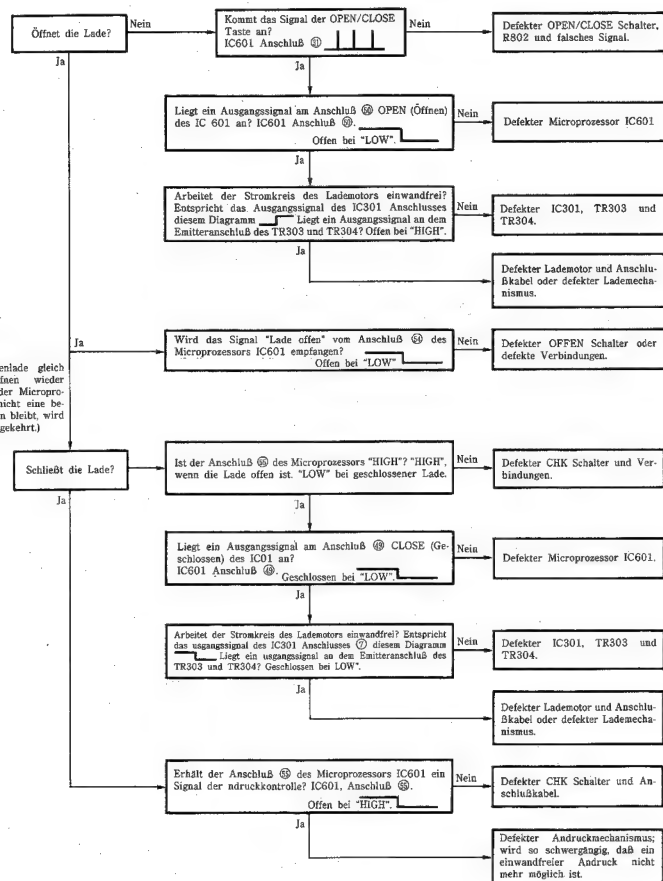 Öffnet die Lade?
Nein
Kommt das Signal der OPEN/CLOSE
Taste an?
IC601 Anschluß ㉛
Nein
Defekter OPEN/CLOSE Schalter,
R802 und falsches Signal.
Ja
Ja
Liegt ein Ausgangssignal am Anschluß ㊿ OPEN (Öffnen)
des IC 601 an? IC601 Anschluß ㊿.
Offen bei "LOW".
Nein
Defekter Microprozessor IC601
Ja
Arbeitet der Stromkreis des Lademotors einwandfrei?
Entspricht das Ausgangssignal des IC301 Anschlusses
diesem Diagramm Liegt ein Ausgangssignal an dem
Emitteranschluß des TR303 und TR304? Offen bei "HIGH".
Nein
Defekter IC301, TR303 und
TR304.
Ja
Defekter Lademotor und Anschlu-
ßkabel oder defekter Lademecha-
nismus.
Ja
Wird das Signal "Lade offen" vom Anschluß 54 des
Microprozessors IC601 empfangen?
Offen bei "LOW"
Nein
Defekter OFFEN Schalter oder
defekte Verbindungen.
enlade gleich
fnen wieder
der Micropro-
nicht eine be-
n bleibt, wird
gekehrt.)
Schließt die Lade?
Ist der Anschluß 55 des Microprozessors "HIGH"? "HIGH",
wenn die Lade offen ist. "LOW" bei geschlossener Lade.
Nein
Defekter CHK Schalter und Ver-
bindungen.
Ja
Ja
Liegt ein Ausgangssignal am Anschluß ㊾ CLOSE (Ge-
schlossen) des IC01 an?
IC601 Anschluß ㊾.
Geschlossen bei "LOW".
Nein
Defekter Microprozessor IC601.
Ja
Arbeitet der Stromkreis des Lademotors einwandfrei? Entspricht
das usgangssignal des IC301 Anschlusses ⑦ diesem Diagramm
Liegt ein usgangssignal an dem Emitteranschluß des
TR303 und TR304? Geschlossen bei LOW".
Nein
Defekter IC301, TR303 und
TR304.
Ja
Defekter Lademotor und Anschlu-
ßkabel oder defekter Lademecha-
nismus.
Erhält der Anschluß 55 des Microprozessors IC601 ein
Signal der ndruckkontrolle? IC601, Anschluß 55.
Offen bei "HIGH".
Nein
Defekter CHK Schalter und An-
schlußkabel.
Ja
Defekter Andruckmechanismus;
wird so schwergängig, daß ein
einwandfreier Andruck nicht
mehr möglich ist.